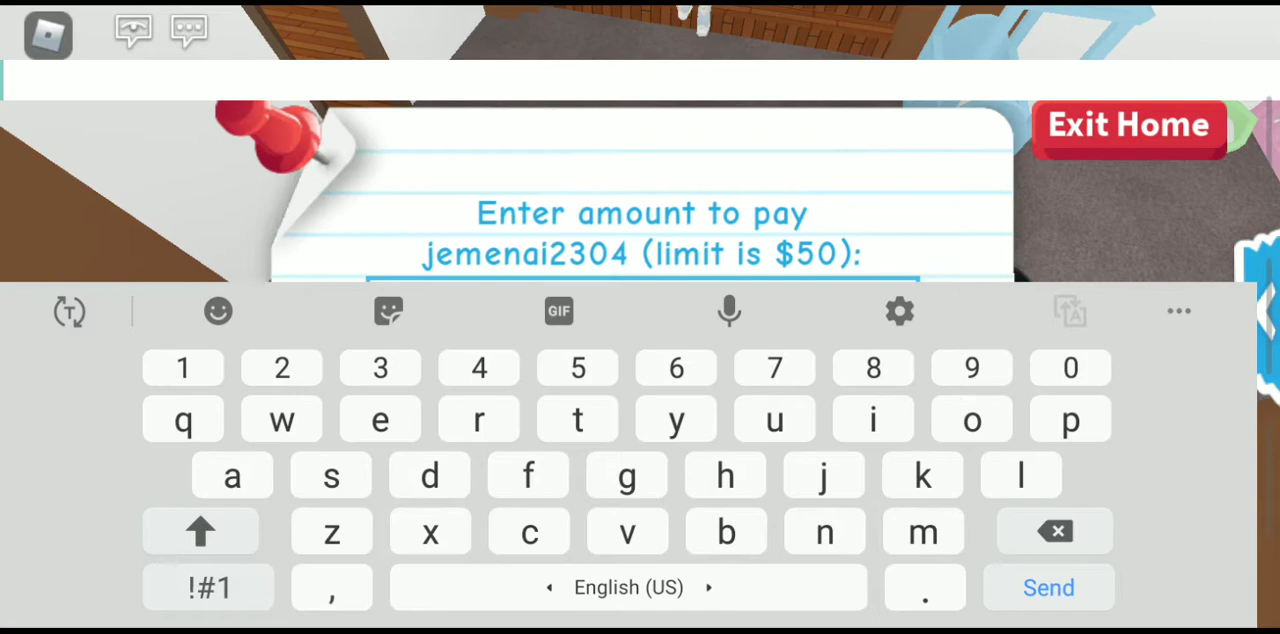 Exit Home
Enter amount to pay
jemenai2304 (limit is $50):
GIF
1 2 3 4 5 6 7 8 9 0
q w e r t y u i o p
a s d f g h j k l
z x c v b n m
!#1 , English (US) . Send